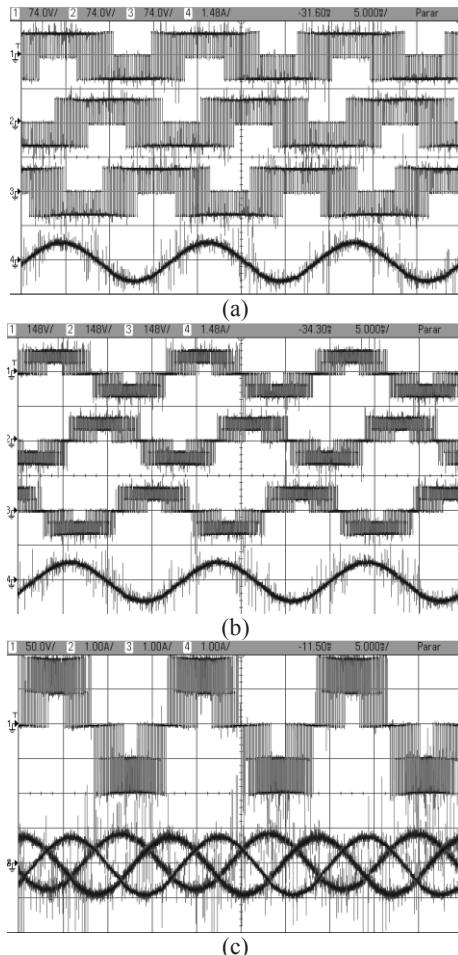 1 74.0V/ 2 74.0V/ 3 74.0V/ 4 1.48A/ -31.60% 5.000%/ Parar
1
T
2
3
4
(a)
1 148V/ 2 148V/ 3 148V/ 4 1.48A/ -34.30% 5.000%/ Parar
T
1
2
3
4
(b)
1 50.0V/ 2 1.00A/ 3 1.00A/ 4 1.00A/ -11.50% 5.000%/ Parar
T
1
(c)